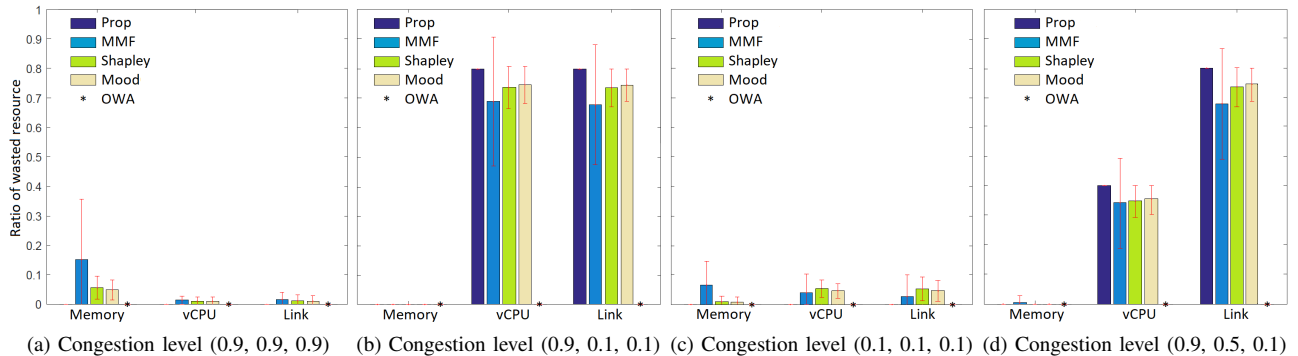 Ratio of wasted resource
1
0.9
0.8
0.7
0.6
0.5
0.4
0.3
0.2
0.1
0
Prop
MMF
Shapley
Mood
OWA
Memory vCPU Link
(a) Congestion level (0.9, 0.9, 0.9)
Prop
MMF
Shapley
Mood
OWA
Memory vCPU Link
(b) Congestion level (0.9, 0.1, 0.1)
Prop
MMF
Shapley
Mood
OWA
Memory vCPU Link
(c) Congestion level (0.1, 0.1, 0.1)
Prop
MMF
Shapley
Mood
OWA
Memory vCPU Link
(d) Congestion level (0.9, 0.5, 0.1)